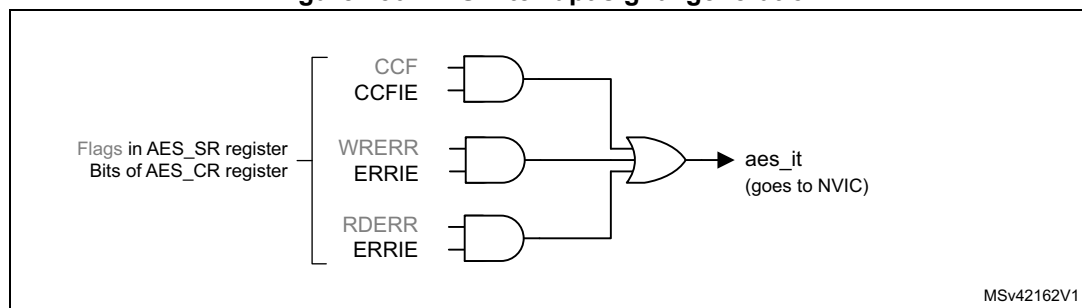 CCF
CCFIE
Flags in AES_SR register
Bits of AES_CR register
WRERR
ERRIE
aes_it
(goes to NVIC)
RDERR
ERRIE
MSv42162V1